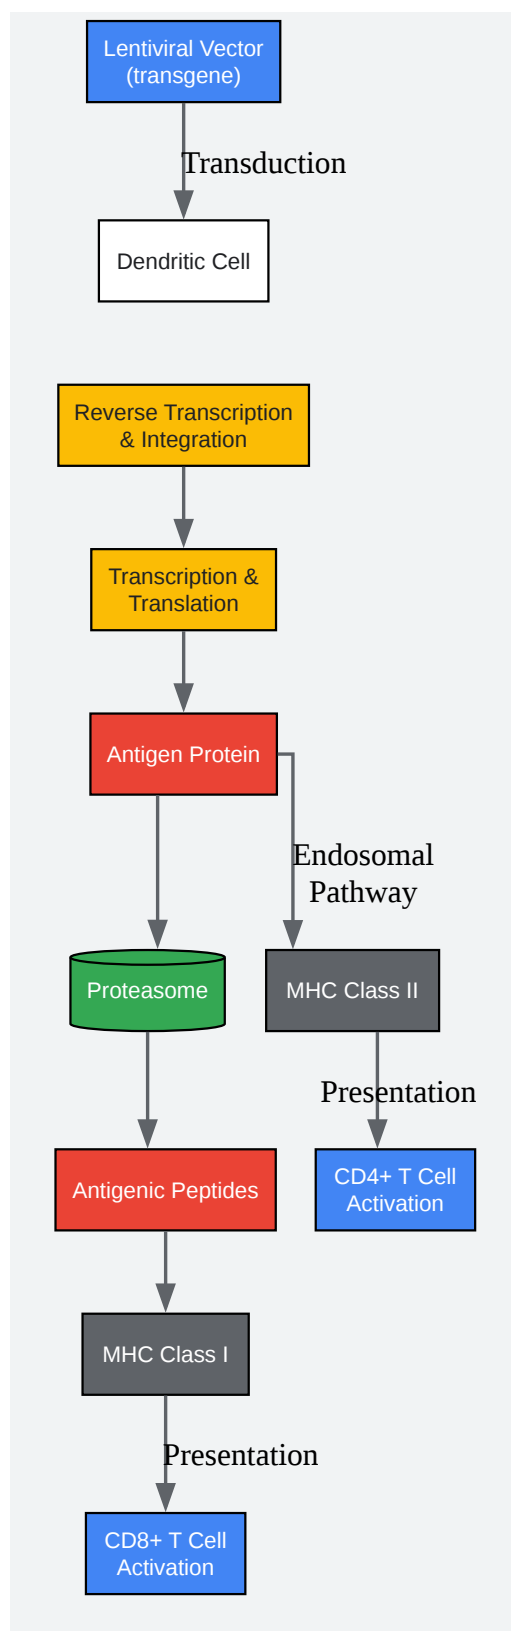 Lentiviral Vector
(transgene)
Transduction
Dendritic Cell
Reverse Transcription
& Integration
Transcription &
Translation
Antigen Protein
Endosomal
Pathway
Proteasome
MHC Class II
Presentation
Antigenic Peptides
CD4+ T Cell
Activation
MHC Class I
Presentation
CD8+ T Cell
Activation